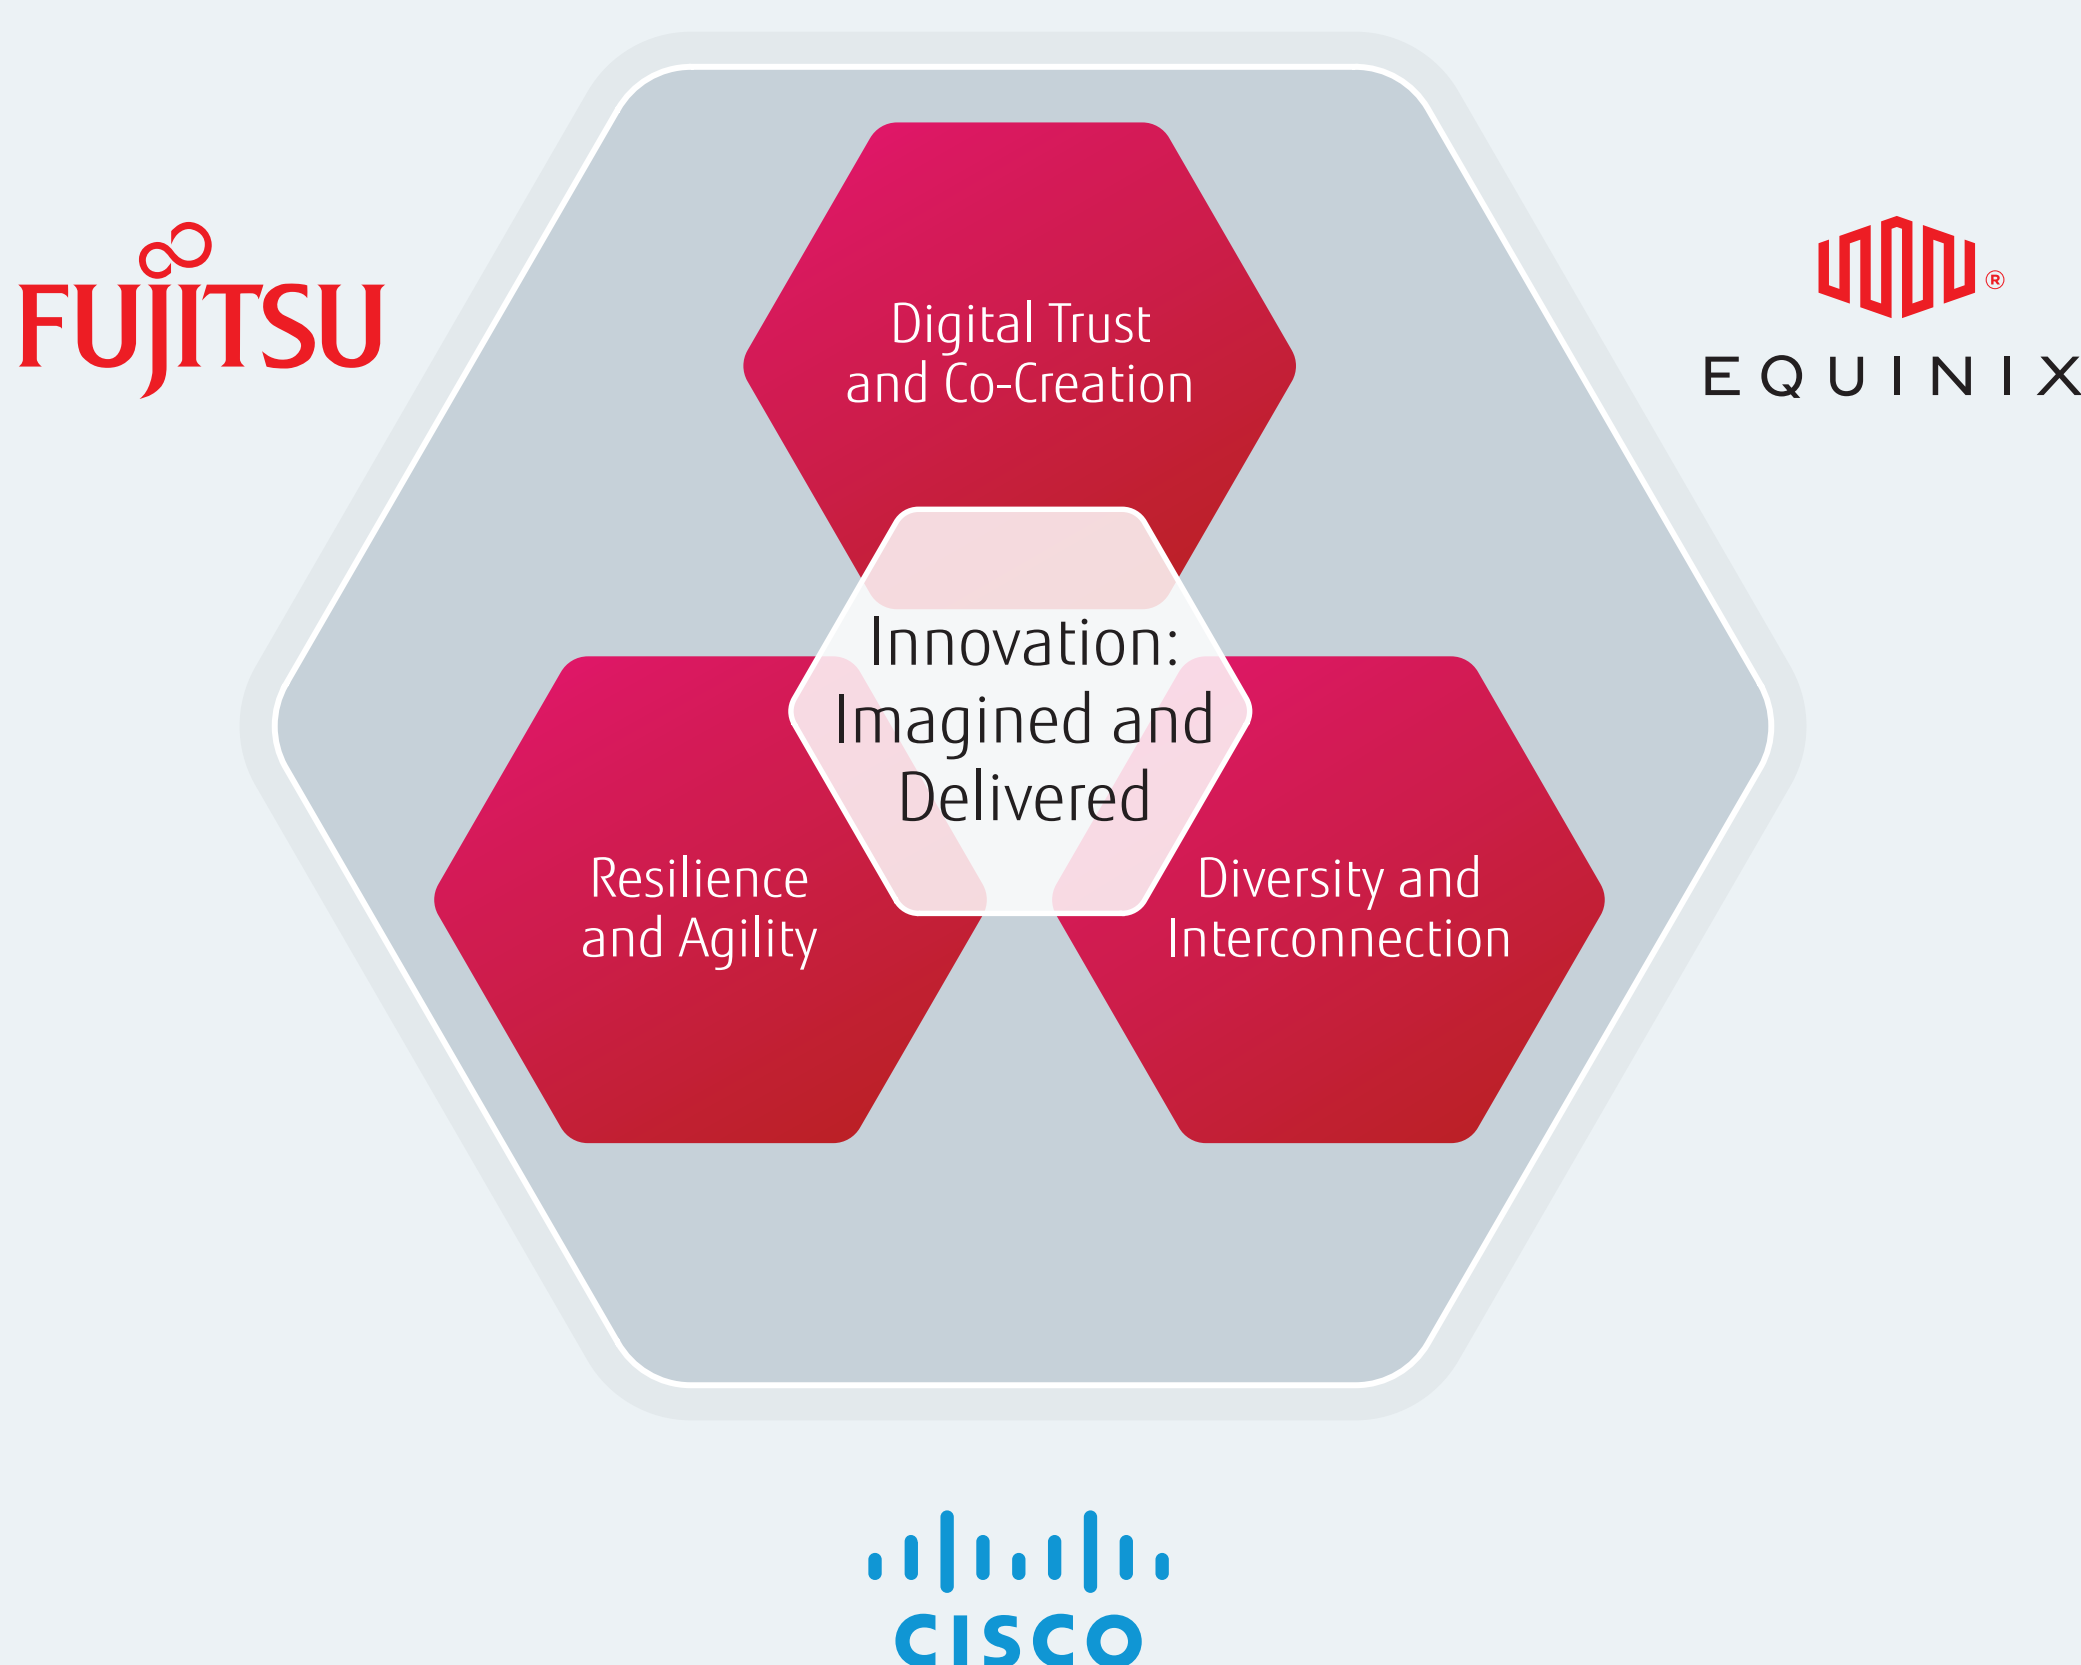 FUJITSU
EQUINIX®
Digital Trust
and Co-Creation
Innovation:
Imagined and
Delivered
Resilience
and Agility
Diversity and
Interconnection
CISCO